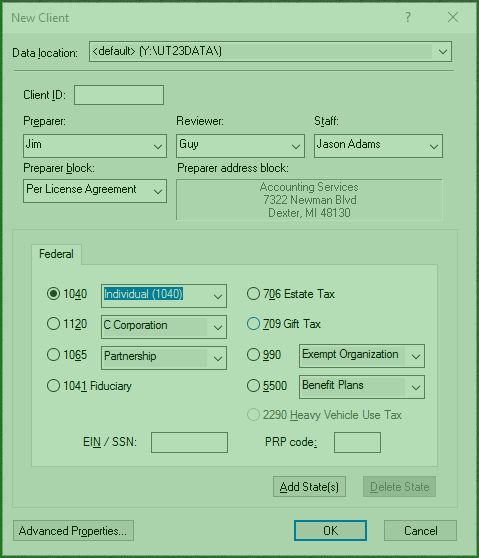 New Client
? X
Data location: <default> (Y:\UT23DATA\)
Client ID:
Preparer: Reviewer: Staff:
Jim Guy Jason Adams
Preparer block: Preparer address block:
Per License Agreement
Accounting Services
7322 Newman Blvd
Dexter, MI 48130
Federal
1040 Individual (1040) 706 Estate Tax
1120 C Corporation 709 Gift Tax
1065 Partnership 990 Exempt Organization
1041 Fiduciary 5500 Benefit Plans
2290 Heavy Vehicle Use Tax
EIN / SSN: PRP code:
Add State(s) Delete State
Advanced Properties... OK Cancel